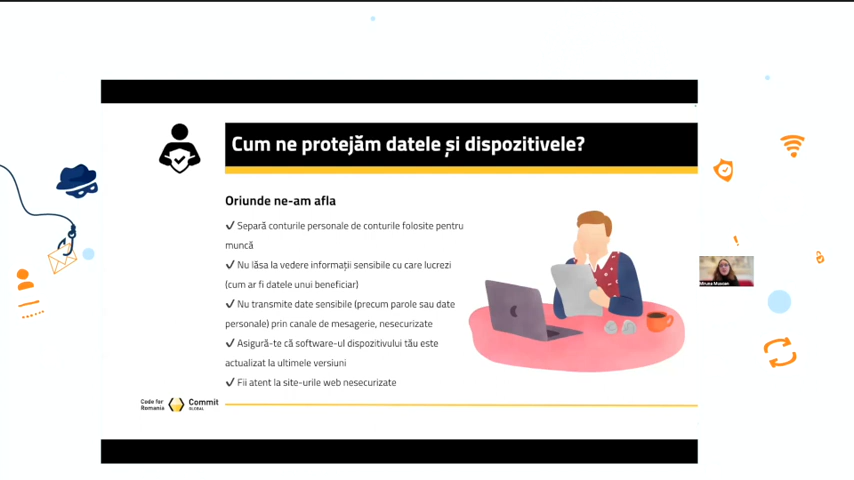 Cum ne protejăm datele și dispozitivele?
Oriunde ne-am afla
✓ Separă conturile personale de conturile folosite pentru
muncă
✓ Nu lăsa la vedere informații sensibile cu care lucrezi
(cum ar fi datele unui beneficiar)
✓ Nu transmite date sensibile (precum parole sau date
personale) prin canale de mesagerie, nesecurizate
✓ Asigură-te că software-ul dispozitivului tău este
actualizat la ultimele versiuni
✓ Fii atent la site-urile web nesecurizate
Code for
Romania
Commit
GLOBAL